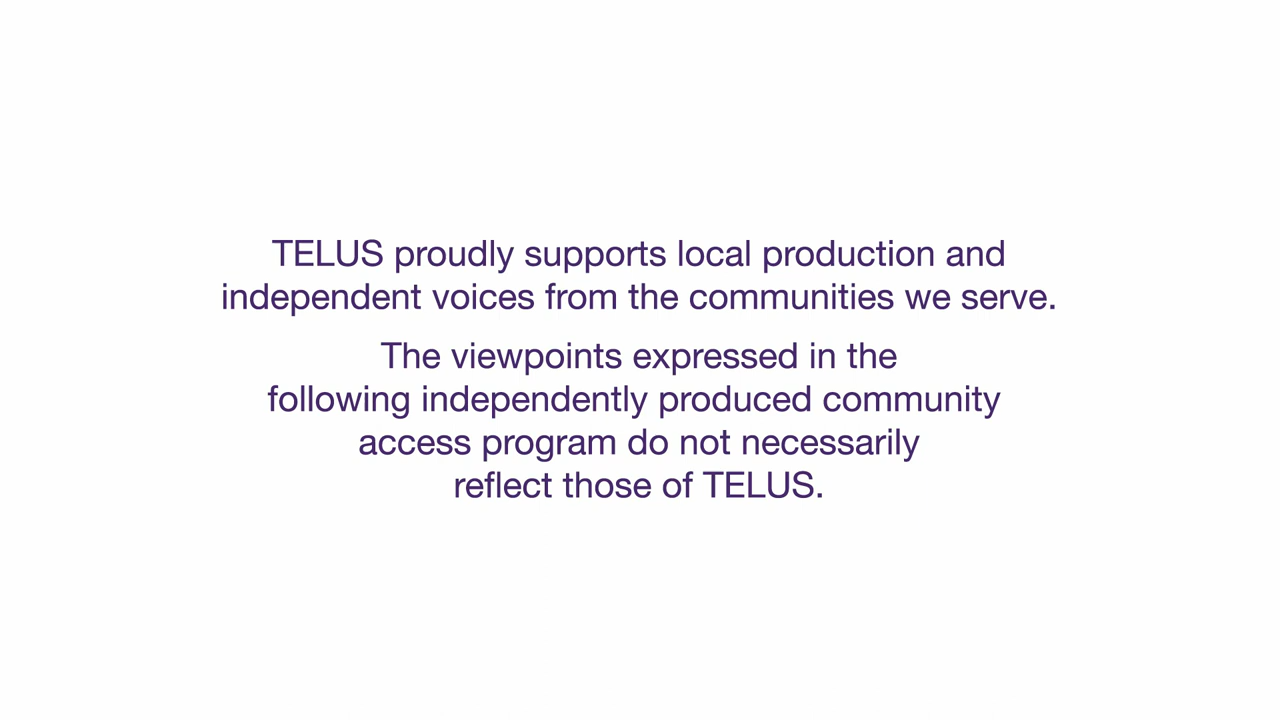 TELUS proudly supports local production and
independent voices from the communities we serve.
The viewpoints expressed in the
following independently produced community
access program do not necessarily
reflect those of TELUS.